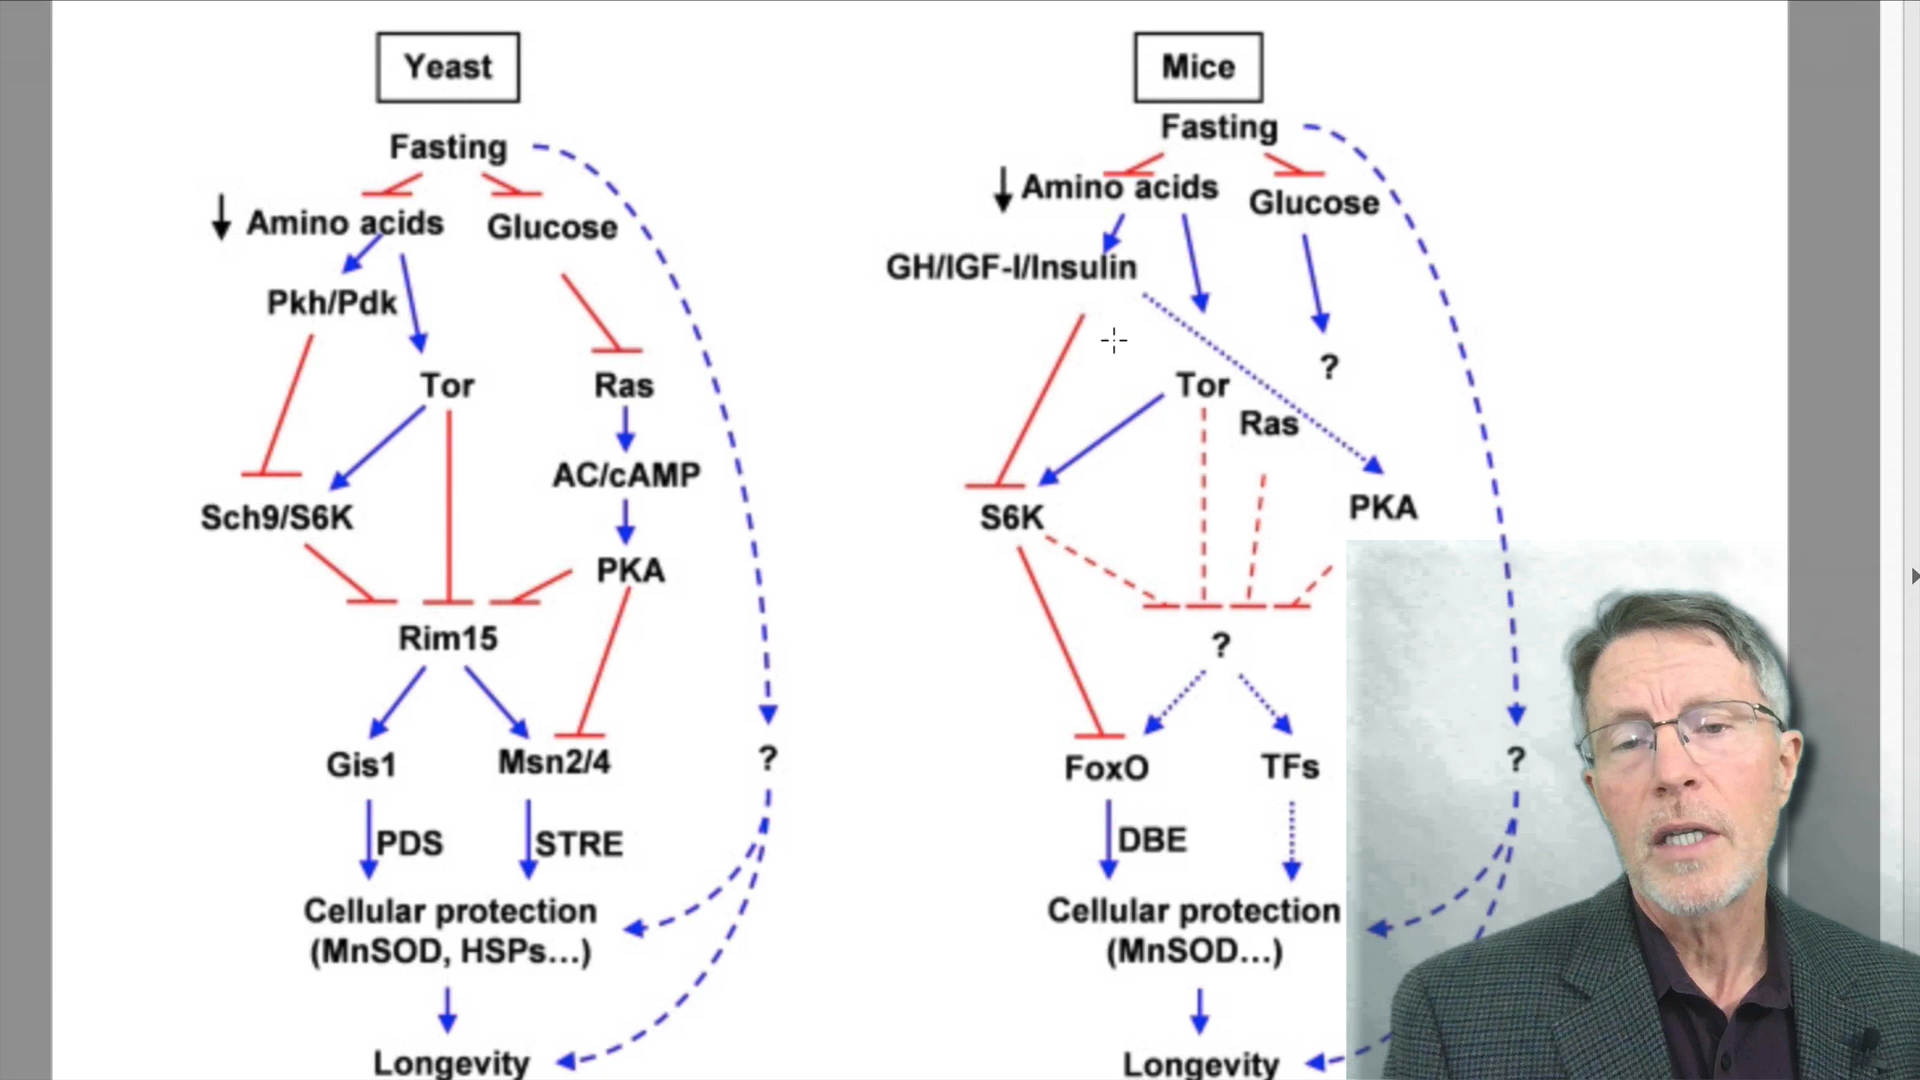 Yeast
Fasting
Amino acids
Glucose
Pkh/Pdk
Tor
Ras
AC/cAMP
Sch9/S6K
PKA
Rim15
Gis1
Msn2/4
?
PDS
STRE
Cellular protection
(MnSOD, HSPs...)
Longevity
Mice
Fasting
Amino acids
Glucose
GH/IGF-I/Insulin
?
Tor
Ras
S6K
PKA
?
FoxO
TFs
?
DBE
Cellular protection
(MnSOD...)
Longevity